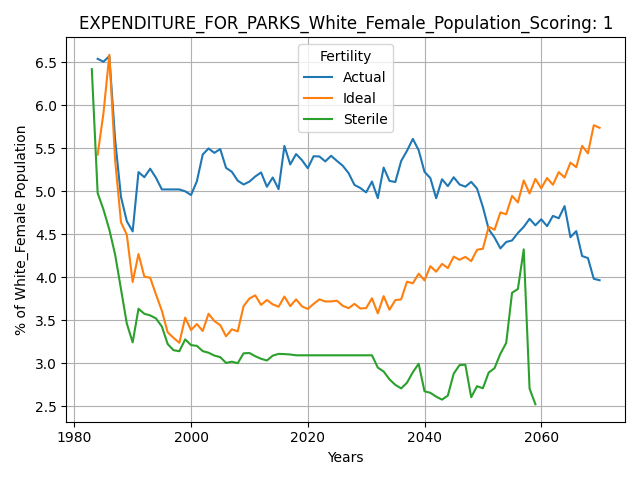 EXPENDITURE_FOR_PARKS_White_Female_Population_Scoring: 1
Fertility
Actual
Ideal
Sterile
% of White_Female Population
6.5
6.0
5.5
5.0
4.5
4.0
3.5
3.0
2.5
1980
2000
2020
2040
2060
Years